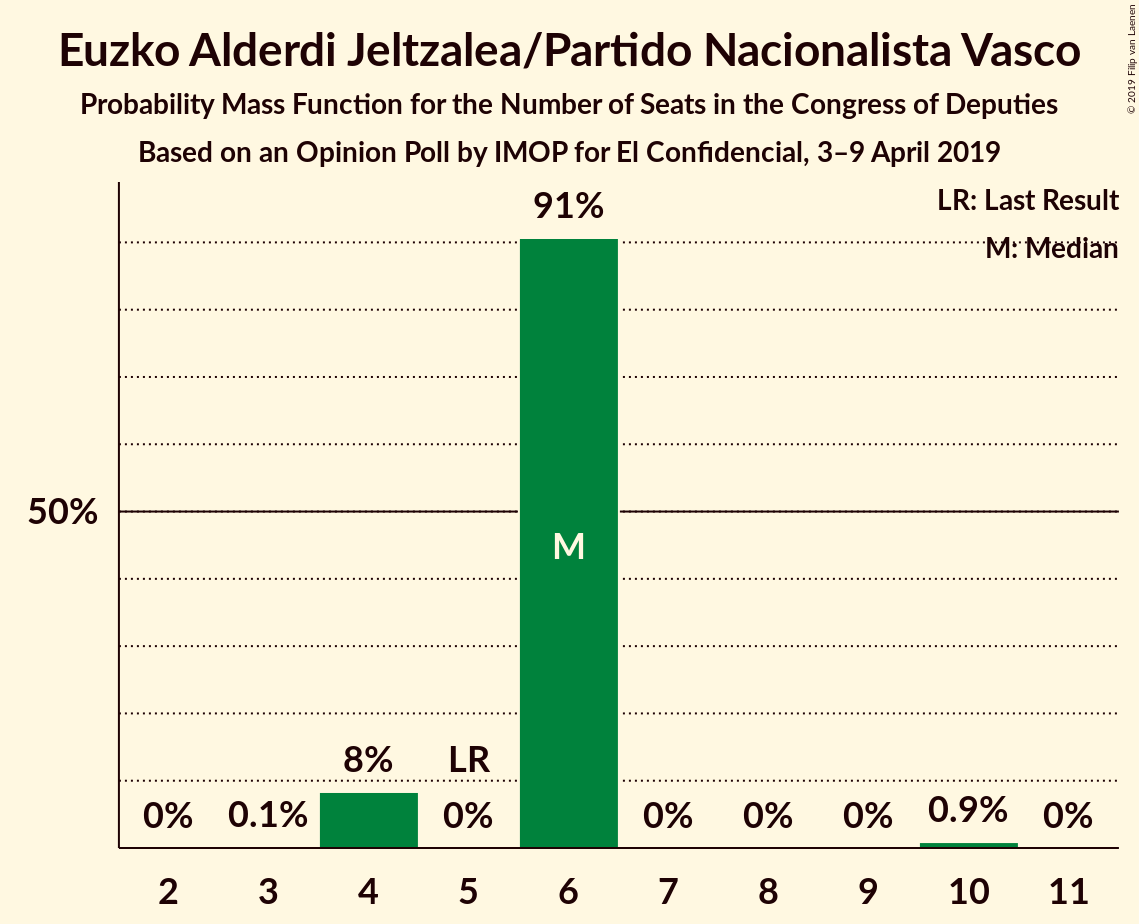 Euzko Alderdi Jeltzalea/Partido Nacionalista Vasco
Probability Mass Function for the Number of Seats in the Congress of Deputies
Based on an Opinion Poll by IMOP for El Confidencial, 3–9 April 2019
© 2019 Filip van Laenen
LR: Last Result
M: Median
91%
50%
M
8% LR
0% 0.1% 0% 0% 0% 0% 0.9% 0%
2 3 4 5 6 7 8 9 10 11